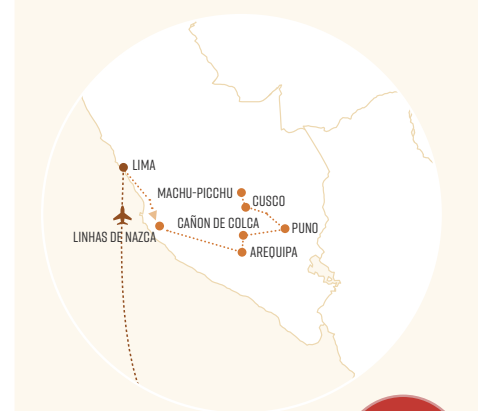 LIMA
MACHU-PICCHU
CUSCO
CAÑON DE COLCA
PUNO
LINHAS DE NAZCA
AREQUIPA